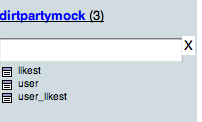 dirtpartymock (3)
X
likest
user
user_likest